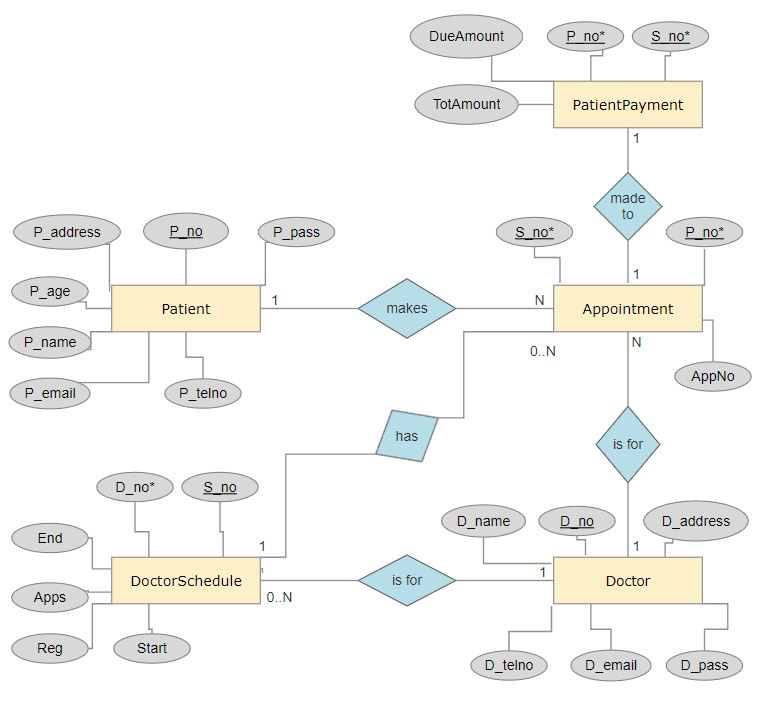 DueAmount
P_no*
S_no*
TotAmount
PatientPayment
1
made
to
P_address
P_no
P_pass
S_no*
P_no*
1
P_age
Patient
1
makes
N
Appointment
P_name
0..N
N
P_email
P_telno
AppNo
has
is for
D_no*
S_no
D_name
D_no
D_address
End
1
1
DoctorSchedule
is for
1
Doctor
Apps
0..N
Reg
Start
D_telno
D_email
D_pass